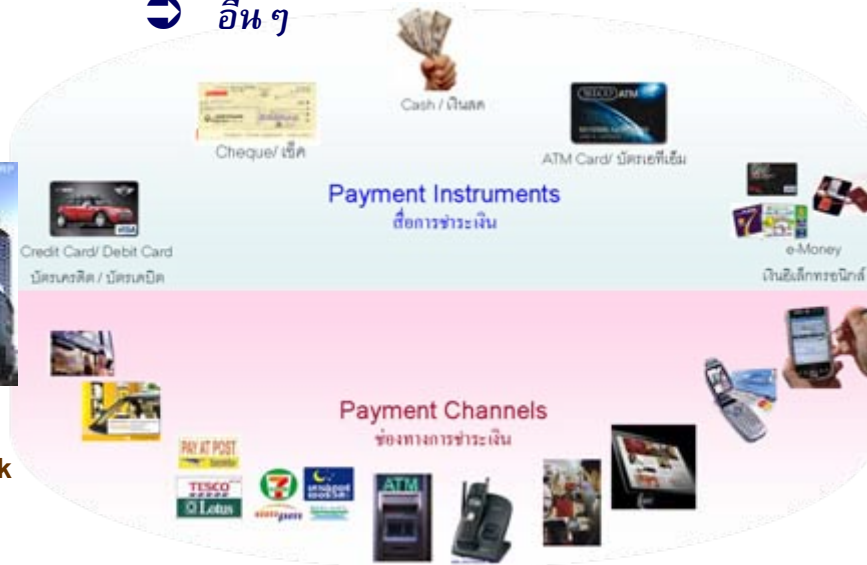 อื่น ๆ
Cash / เงินสด
Cheque/ เช็ค
ATM
ATM Card/ บัตรเอทีเอ็ม
Payment Instruments
สื่อการชำระเงิน
VISA
Credit Card/ Debit Card
บัตรเครดิต / บัตรเดบิต
e-Money
เงินอิเล็กทรอนิกส์
Payment Channels
ช่องทางการชำระเงิน
PAY AT POST
TESCO
Lotus
ATM
k